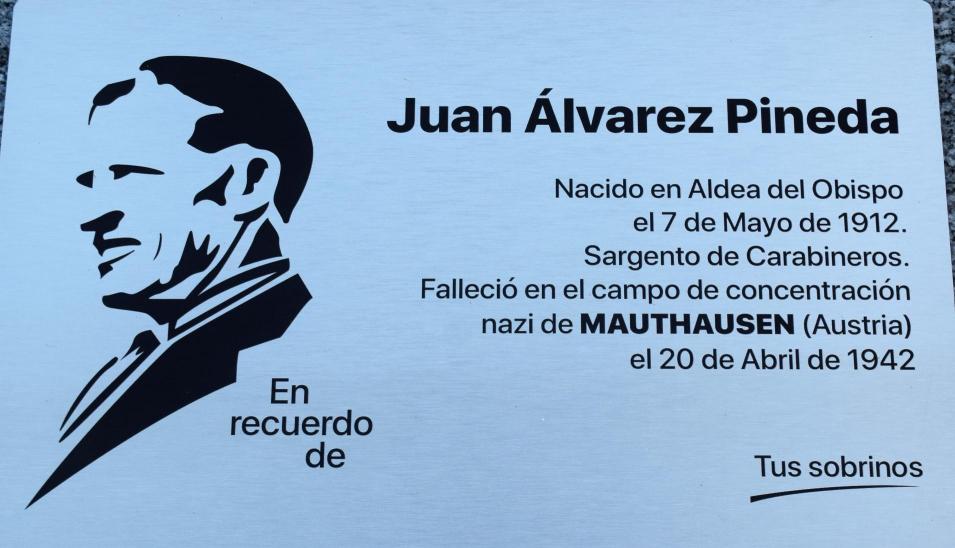 Juan Álvarez Pineda
Nacido en Aldea del Obispo
el 7 de Mayo de 1912.
Sargento de Carabineros.
Falleció en el campo de concentración
nazi de MAUTHAUSEN (Austria)
el 20 de Abril de 1942
En
recuerdo
de
Tus sobrinos